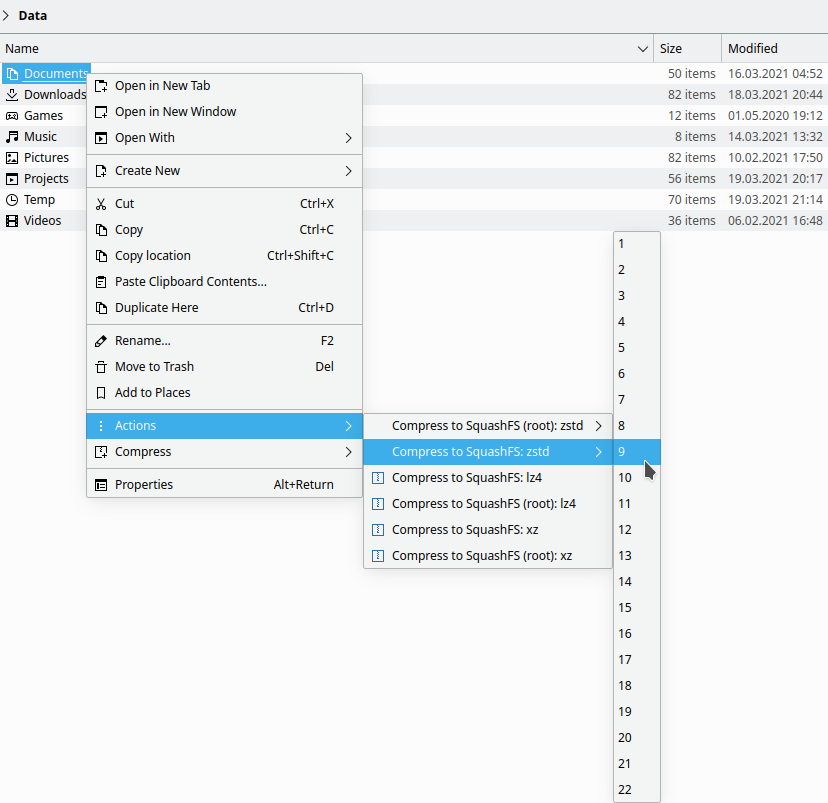 Data
Name Size Modified
Documents 50 items 16.03.2021 04:52
Downloads 82 items 18.03.2021 20:44
Games 12 items 01.05.2020 19:12
Music 8 items 14.03.2021 13:32
Pictures 82 items 10.02.2021 17:50
Projects 56 items 19.03.2021 20:17
Temp 70 items 19.03.2021 21:14
Videos 36 items 06.02.2021 16:48
Open in New Tab
Open in New Window
Open With
Create New
Cut Ctrl+X
Copy Ctrl+C
Copy location Ctrl+Shift+C
Paste Clipboard Contents...
Duplicate Here Ctrl+D
Rename... F2
Move to Trash Del
Add to Places
Actions
Compress
Properties Alt+Return
Compress to SquashFS (root): zstd
Compress to SquashFS: zstd
Compress to SquashFS: lz4
Compress to SquashFS (root): lz4
Compress to SquashFS: xz
Compress to SquashFS (root): xz
1
2
3
4
5
6
7
8
9
10
11
12
13
14
15
16
17
18
19
20
21
22